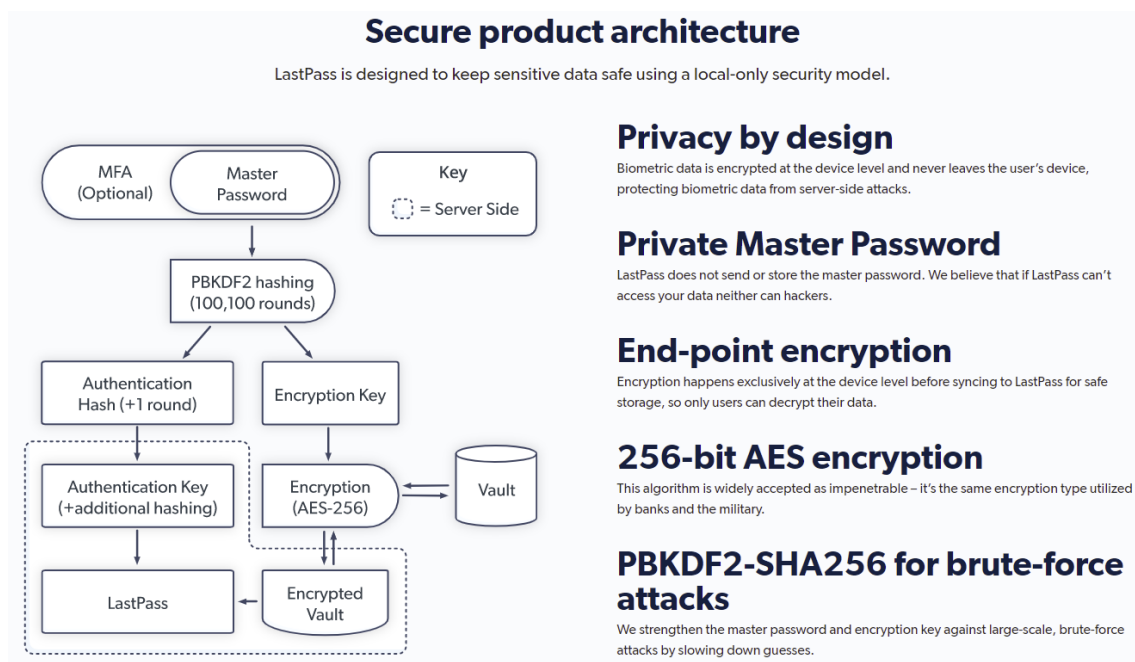 Secure product architecture
LastPass is designed to keep sensitive data safe using a local-only security model.
MFA
(Optional)
Master
Password
Key
= Server Side
PBKDF2 hashing
(100,100 rounds)
Authentication
Hash (+1 round)
Encryption Key
Authentication Key
(+additional hashing)
Encryption
(AES-256)
Vault
LastPass
Encrypted
Vault
Privacy by design
Biometric data is encrypted at the device level and never leaves the user's device,
protecting biometric data from server-side attacks.
Private Master Password
LastPass does not send or store the master password. We believe that if LastPass can't
access your data neither can hackers.
End-point encryption
Encryption happens exclusively at the device level before syncing to LastPass for safe
storage, so only users can decrypt their data.
256-bit AES encryption
This algorithm is widely accepted as impenetrable – it's the same encryption type utilized
by banks and the military.
PBKDF2-SHA256 for brute-force
attacks
We strengthen the master password and encryption key against large-scale, brute-force
attacks by slowing down guesses.